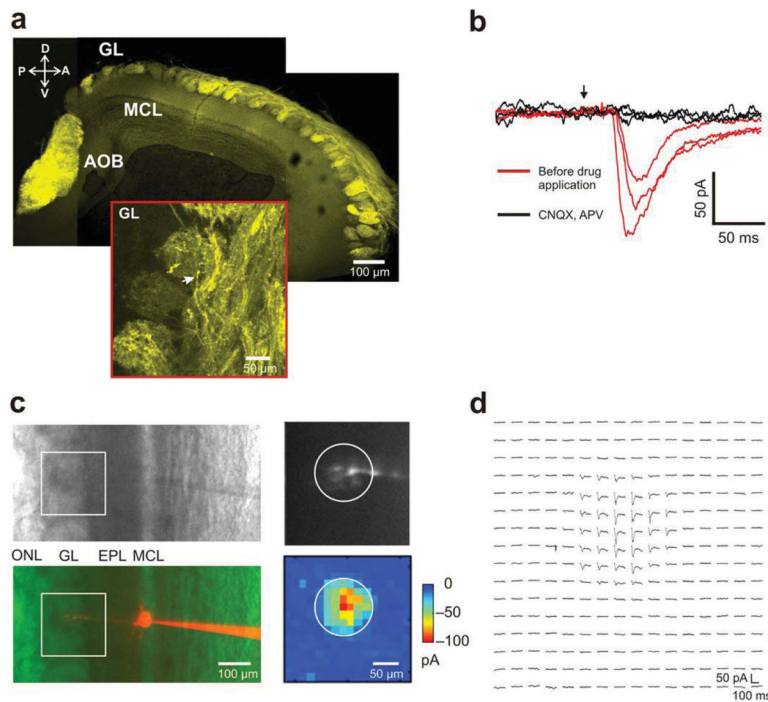 a
D
P A
V
GL
MCL
AOB
100 µm
GL
50 µm
b
Before drug
application
CNQX, APV
50 pA
50 ms
c
ONL GL EPL MCL
100 µm
0
–50
–100
pA
50 µm
d
50 pA
100 ms